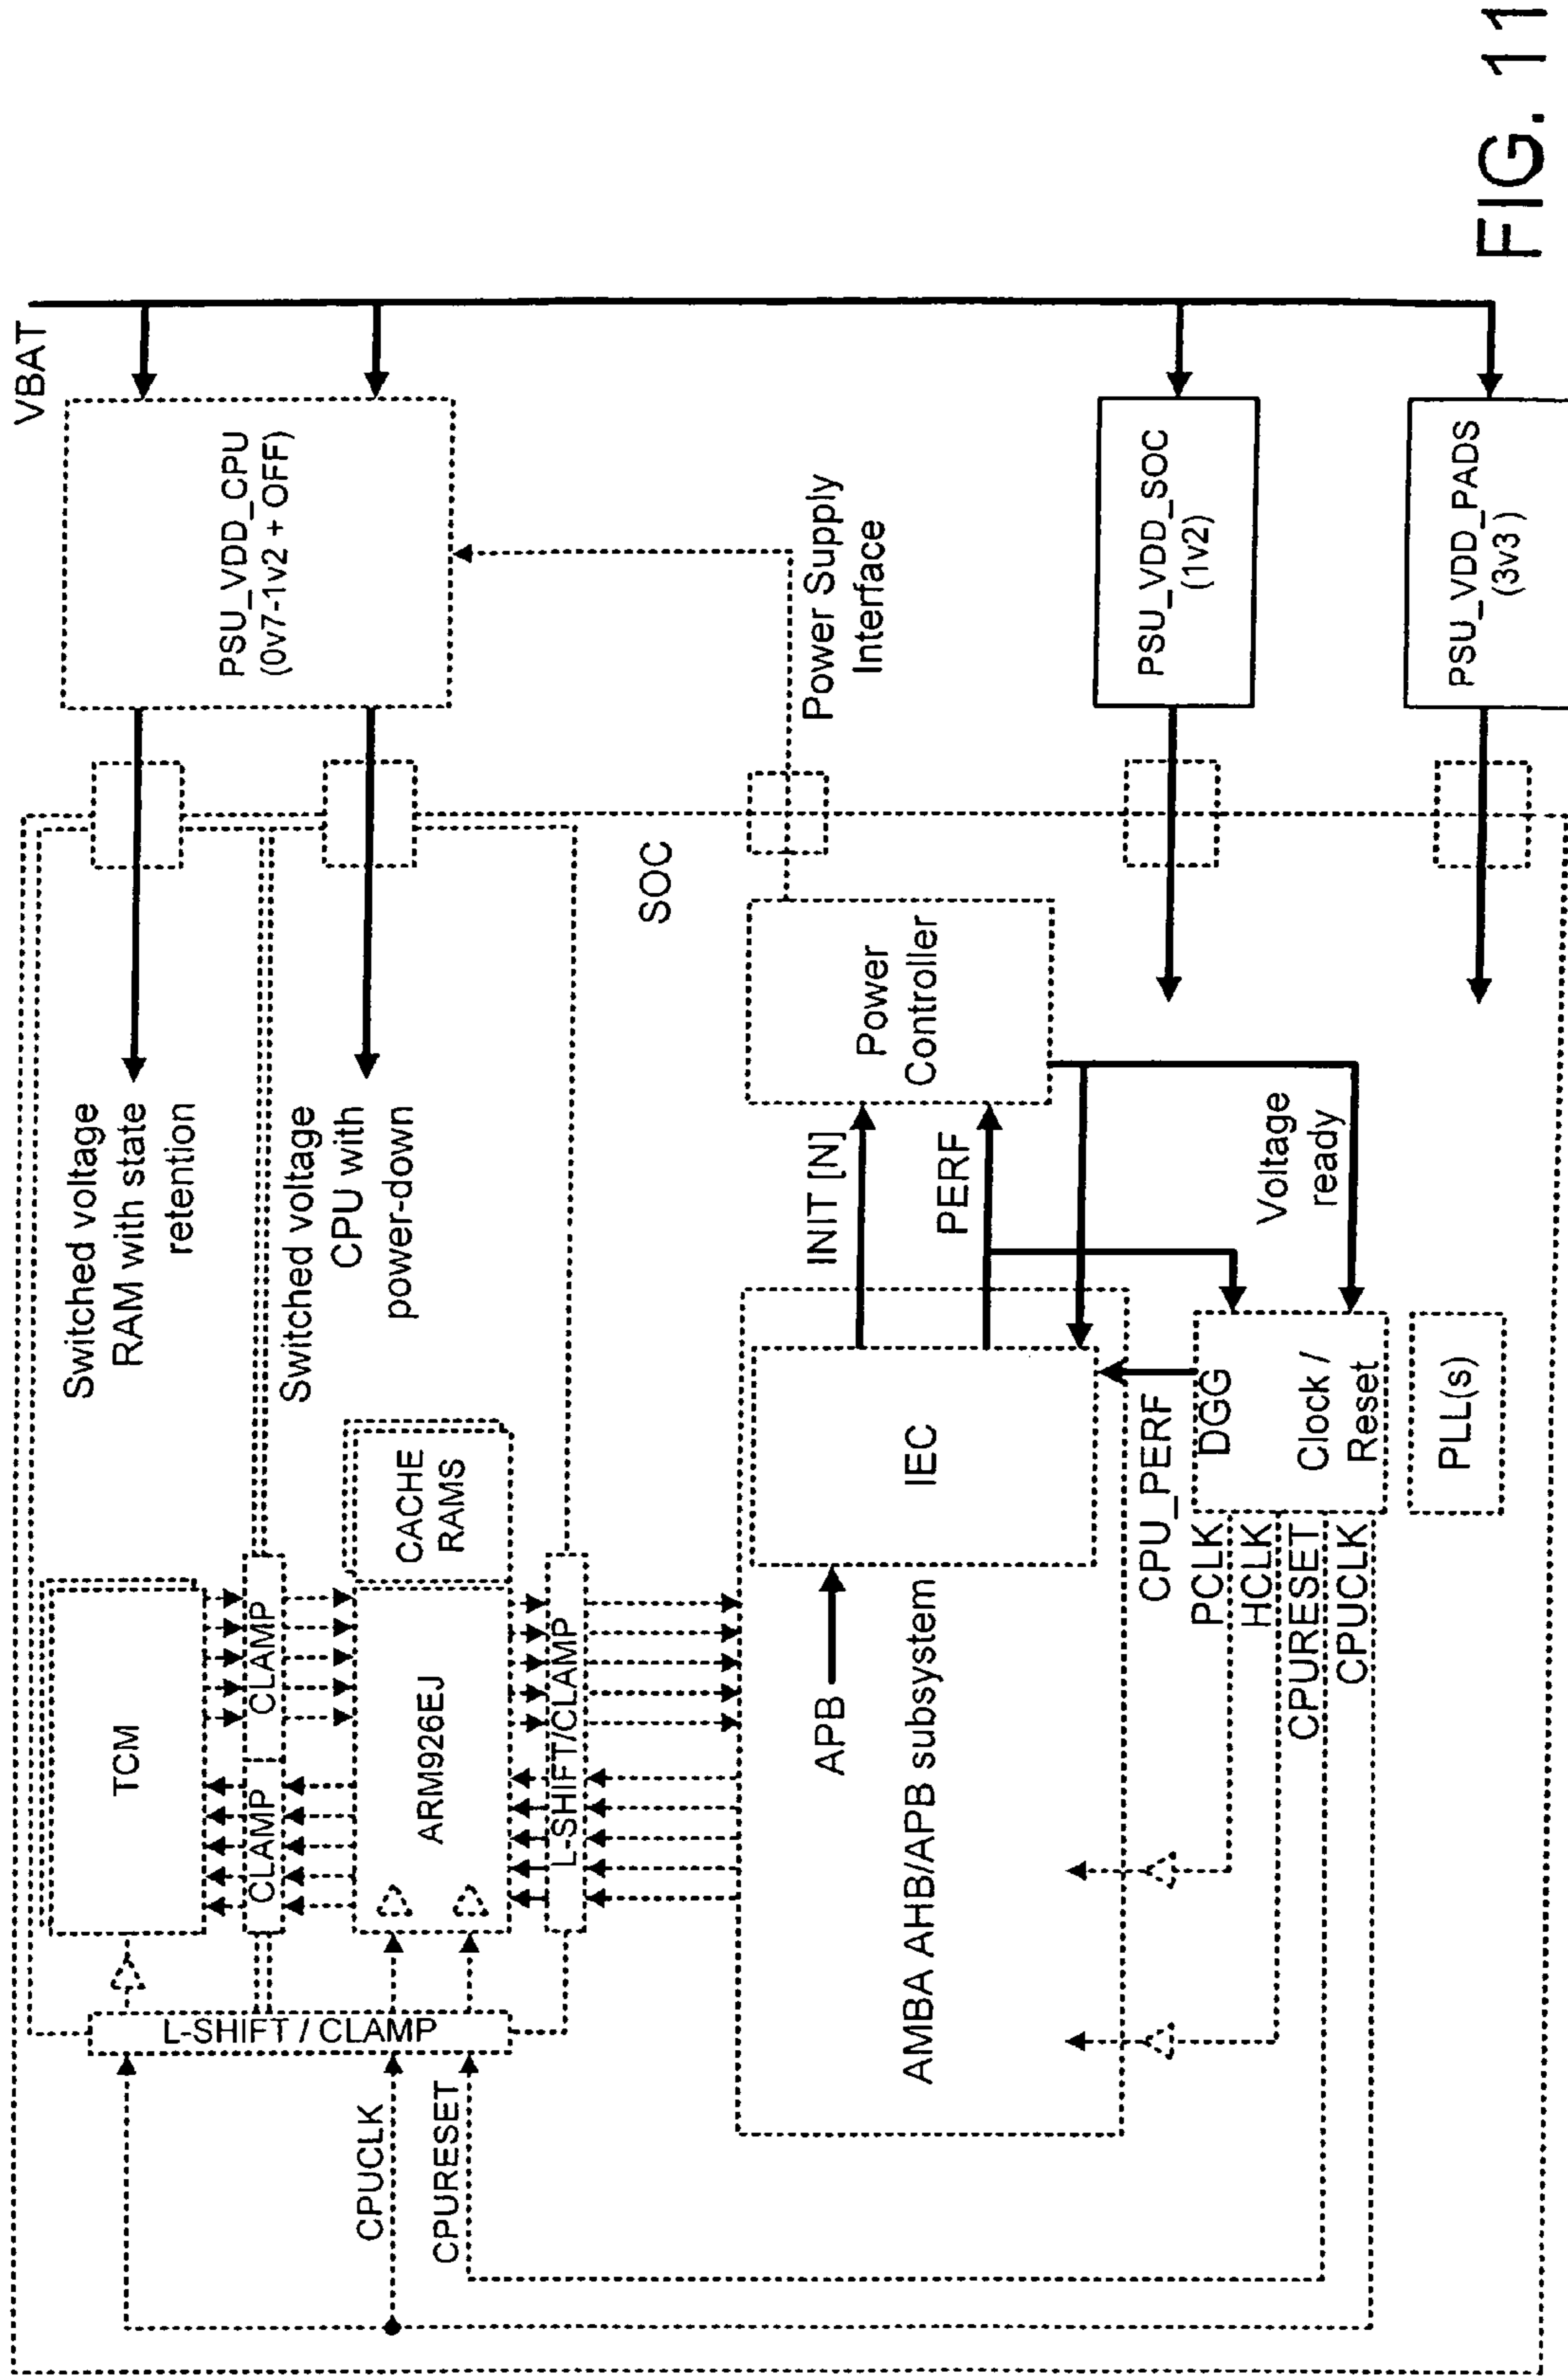 VBAT
PSU_VDD_CPU
(0v7-1v2 + OFF)
Switched voltage
RAM with state
retention
Switched voltage
CPU with
power-down
TCM
CLAMP
CLAMP
CACHE
RAMS
ARM926EJ
L-SHIFT / CLAMP
L-SHIFT/CLAMP
CPUCLK
CPURESET
SOC
Power Supply
Interface
Power
Controller
INIT [N]
PERF
IEC
APB
AMBA AHB/APB subsystem
Voltage
ready
CPU_PERF
DGG
Clock /
Reset
PCLK
HCLK
CPURESET
CPUCLK
PLL(s)
PSU_VDD_SOC
(1v2)
PSU_VDD_PADS
(3v3)
FIG. 11